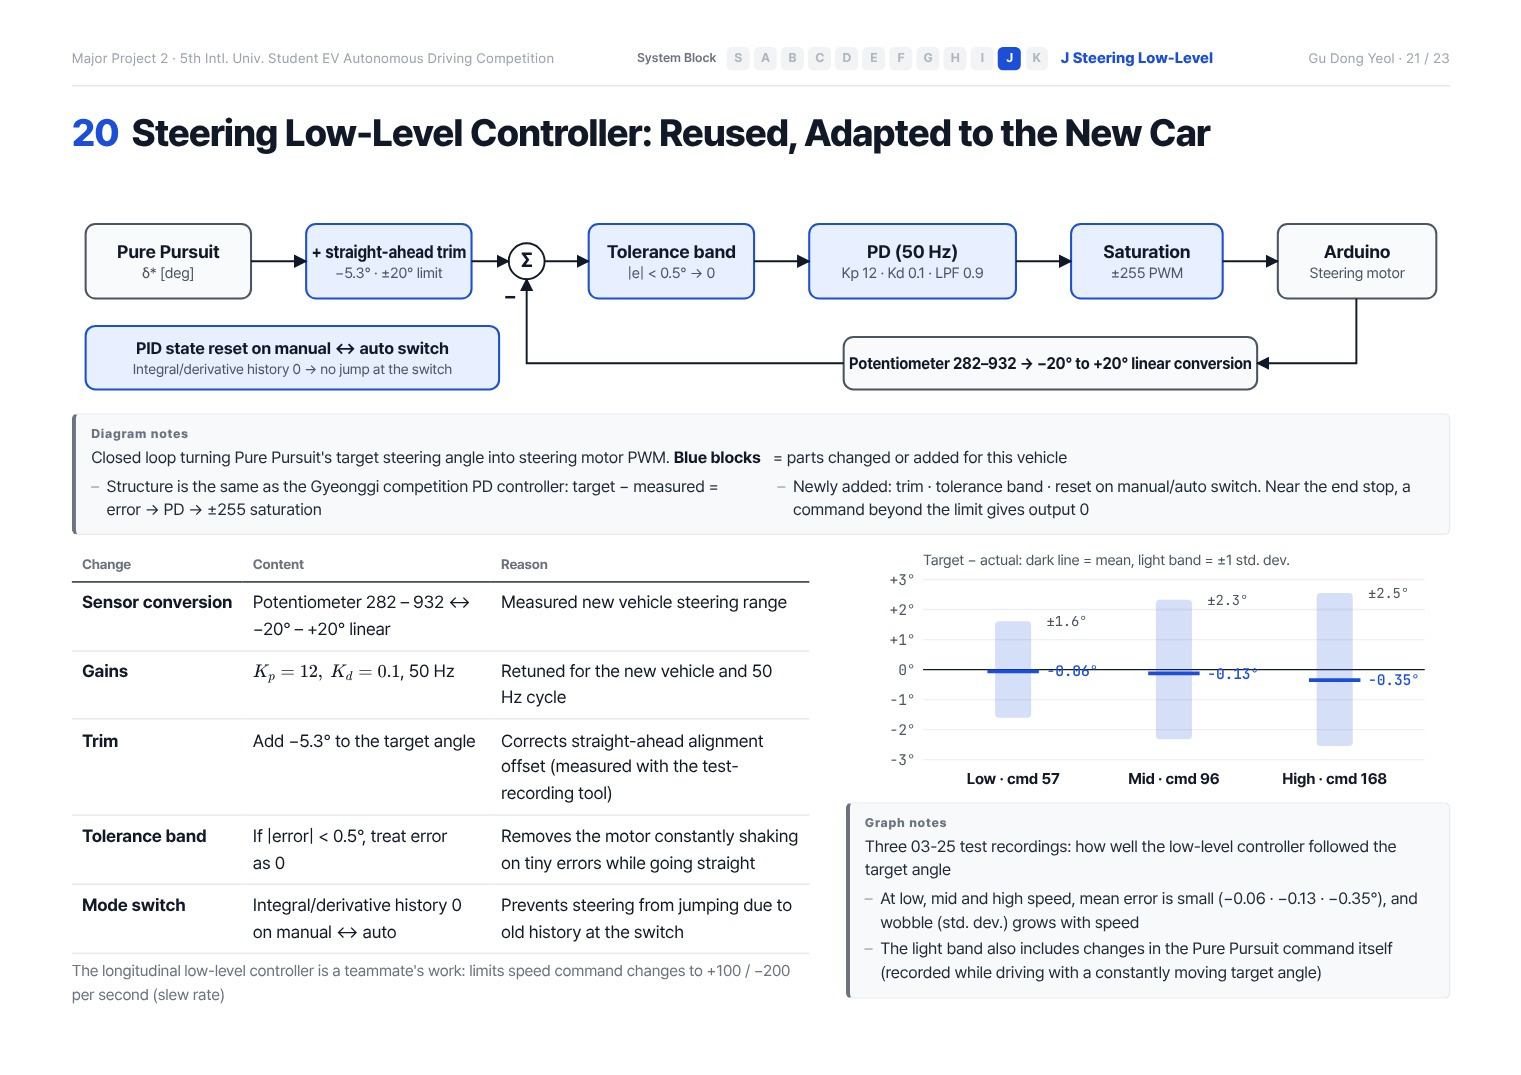 Major Project 2 · 5th Intl. Univ. Student EV Autonomous Driving Competition
System Block S A B C D E F G H I J K J Steering Low-Level
Gu Dong Yeol · 21 / 23
20 Steering Low-Level Controller: Reused, Adapted to the New Car
Pure Pursuit
δ* [deg]
+ straight-ahead trim
−5.3° · ±20° limit
Σ
−
Tolerance band
|e| < 0.5° → 0
PD (50 Hz)
Kp 12 · Kd 0.1 · LPF 0.9
Saturation
±255 PWM
Arduino
Steering motor
PID state reset on manual ↔ auto switch
Integral/derivative history 0 → no jump at the switch
Potentiometer 282–932 → −20° to +20° linear conversion
Diagram notes
Closed loop turning Pure Pursuit's target steering angle into steering motor PWM. Blue blocks = parts changed or added for this vehicle
– Structure is the same as the Gyeonggi competition PD controller: target − measured =
error → PD → ±255 saturation
– Newly added: trim · tolerance band · reset on manual/auto switch. Near the end stop, a
command beyond the limit gives output 0
Change Content Reason
Sensor conversion Potentiometer 282 – 932 ↔ Measured new vehicle steering range
−20° – +20° linear
Gains Kp = 12, Kd = 0.1, 50 Hz Retuned for the new vehicle and 50
Hz cycle
Trim Add −5.3° to the target angle Corrects straight-ahead alignment
offset (measured with the test-
recording tool)
Tolerance band If |error| < 0.5°, treat error Removes the motor constantly shaking
as 0 on tiny errors while going straight
Mode switch Integral/derivative history 0 Prevents steering from jumping due to
on manual ↔ auto old history at the switch
The longitudinal low-level controller is a teammate's work: limits speed command changes to +100 / −200
per second (slew rate)
Target − actual: dark line = mean, light band = ±1 std. dev.
+3°
+2°
+1°
0°
-1°
-2°
-3°
±1.6°
-0.06°
±2.3°
-0.13°
±2.5°
-0.35°
Low · cmd 57 Mid · cmd 96 High · cmd 168
Graph notes
Three 03-25 test recordings: how well the low-level controller followed the
target angle
– At low, mid and high speed, mean error is small (−0.06 · −0.13 · −0.35°), and
wobble (std. dev.) grows with speed
– The light band also includes changes in the Pure Pursuit command itself
(recorded while driving with a constantly moving target angle)